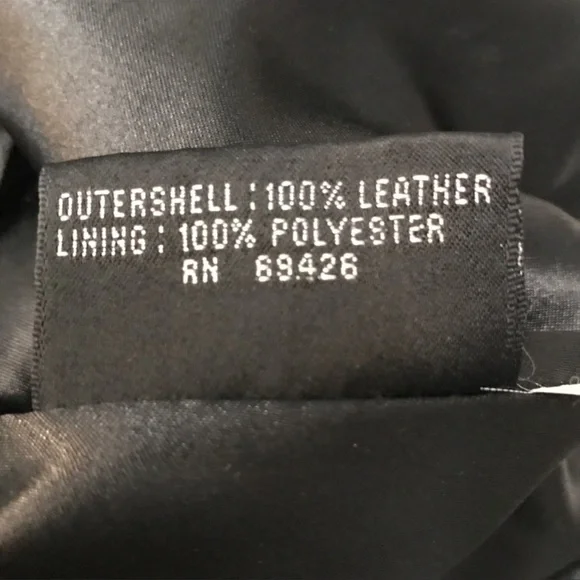 OUTERSHELL : 100% LEATHER
LINING : 100% POLYESTER
RN 69426